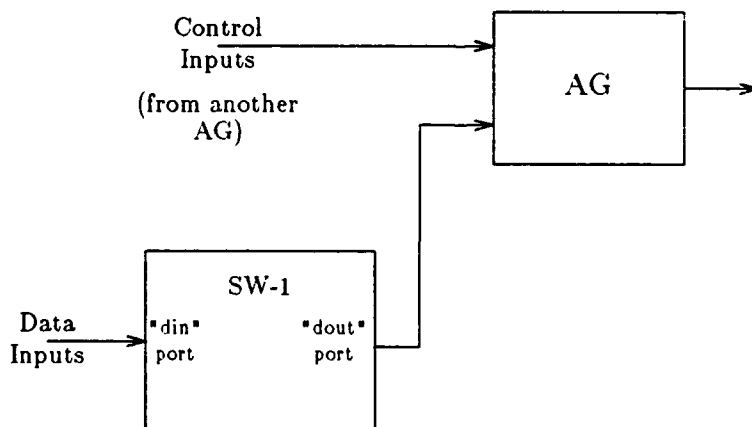 Control
Inputs
(from another
AG)
AG
SW-1
Data
Inputs
"din"
port
"dout"
port